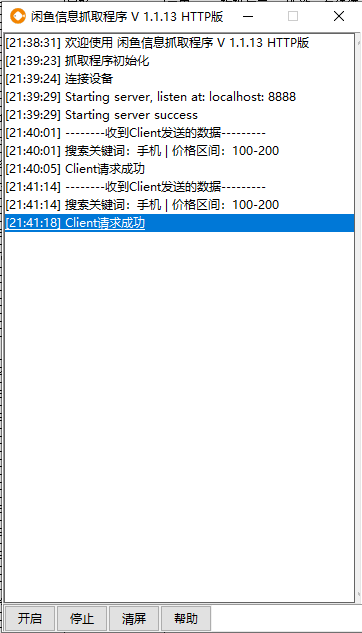 闲鱼信息抓取程序 V 1.1.13 HTTP版
[21:38:31] 欢迎使用 闲鱼信息抓取程序 V 1.1.13 HTTP版
[21:39:23] 抓取程序初始化
[21:39:24] 连接设备
[21:39:29] Starting server, listen at: localhost: 8888
[21:39:29] Starting server success
[21:40:01] --------收到Client发送的数据---------
[21:40:01] 搜索关键词：手机 | 价格区间：100-200
[21:40:05] Client请求成功
[21:41:14] --------收到Client发送的数据---------
[21:41:14] 搜索关键词：手机 | 价格区间：100-200
[21:41:18] Client请求成功
开启 停止 清屏 帮助